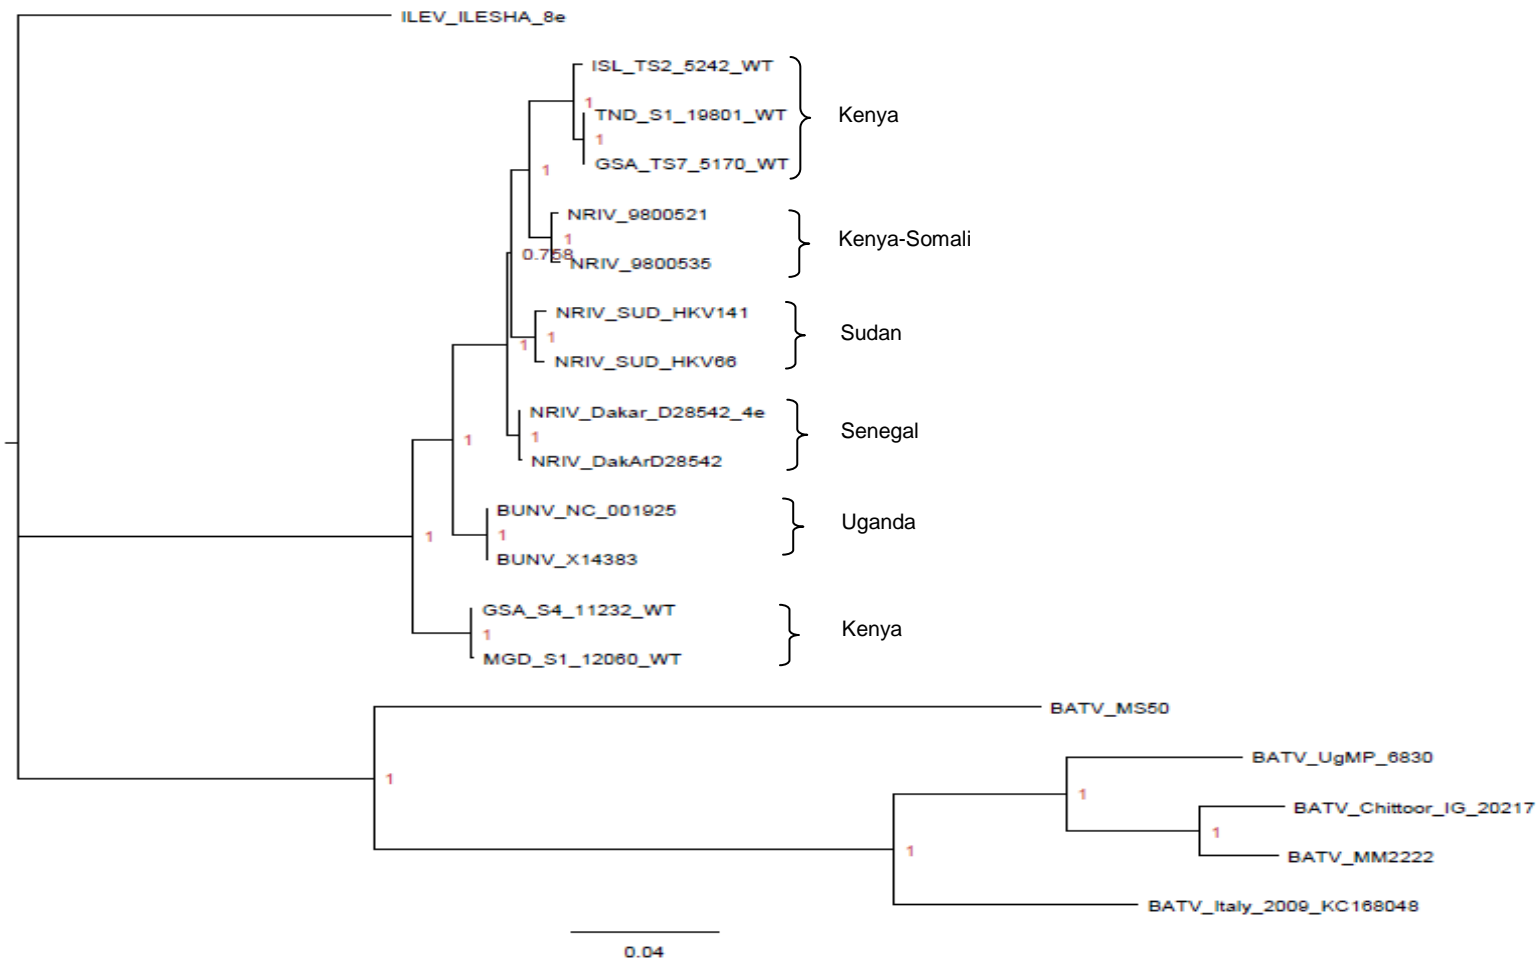 ILEV_ILESHA_8e
ISL_TS2_5242_WT
1
TND_S1_19801_WT
Kenya
1
GSA_TS7_5170_WT
1
NRIV_9800521
1
Kenya-Somali
0.758
NRIV_9800535
NRIV_SUD_HKV141
1
1
Sudan
NRIV_SUD_HKV66
NRIV_Dakar_D28542_4e
1
1
Senegal
NRIV_DakArD28542
BUNV_NC_001925
Uganda
1
1
BUNV_X14383
GSA_S4_11232_WT
1
Kenya
MGD_S1_12060_WT
BATV_MS50
BATV_UgMP_6830
1
1
BATV_Chittoor_IG_20217
1
1
BATV_MM2222
BATV_Italy_2009_KC168048
0.04